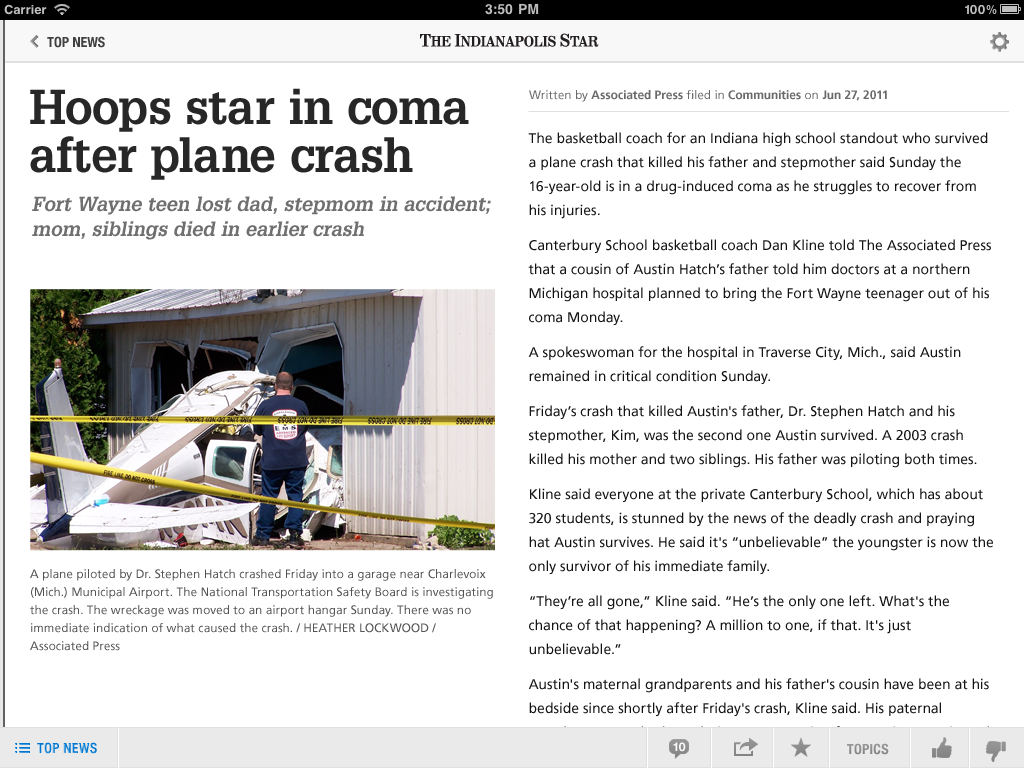 Carrier
3:50 PM
100%
TOP NEWS
THE INDIANAPOLIS STAR
Hoops star in coma
after plane crash
Fort Wayne teen lost dad, stepmom in accident;
mom, siblings died in earlier crash
FIRE LINE DO NOT CROSS
EMS
FIRE LINE DO NOT CROSS
A plane piloted by Dr. Stephen Hatch crashed Friday into a garage near Charlevoix
(Mich.) Municipal Airport. The National Transportation Safety Board is investigating
the crash. The wreckage was moved to an airport hangar Sunday. There was no
immediate indication of what caused the crash. / HEATHER LOCKWOOD /
Associated Press
Written by Associated Press filed in Communities on Jun 27, 2011
The basketball coach for an Indiana high school standout who survived
a plane crash that killed his father and stepmother said Sunday the
16-year-old is in a drug-induced coma as he struggles to recover from
his injuries.
Canterbury School basketball coach Dan Kline told The Associated Press
that a cousin of Austin Hatch’s father told him doctors at a northern
Michigan hospital planned to bring the Fort Wayne teenager out of his
coma Monday.
A spokeswoman for the hospital in Traverse City, Mich., said Austin
remained in critical condition Sunday.
Friday’s crash that killed Austin's father, Dr. Stephen Hatch and his
stepmother, Kim, was the second one Austin survived. A 2003 crash
killed his mother and two siblings. His father was piloting both times.
Kline said everyone at the private Canterbury School, which has about
320 students, is stunned by the news of the deadly crash and praying
hat Austin survives. He said it's “unbelievable” the youngster is now the
only survivor of his immediate family.
“They’re all gone,” Kline said. “He’s the only one left. What's the
chance of that happening? A million to one, if that. It's just
unbelievable.”
Austin's maternal grandparents and his father's cousin have been at his
bedside since shortly after Friday's crash, Kline said. His paternal
TOP NEWS
10
TOPICS